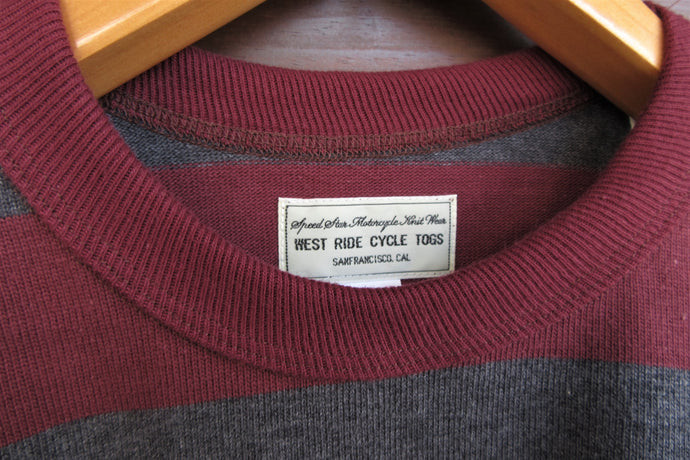 Speed Star Motorcycle Knit Wear
WEST RIDE CYCLE TOGS
SANFRANCISCO, CAL